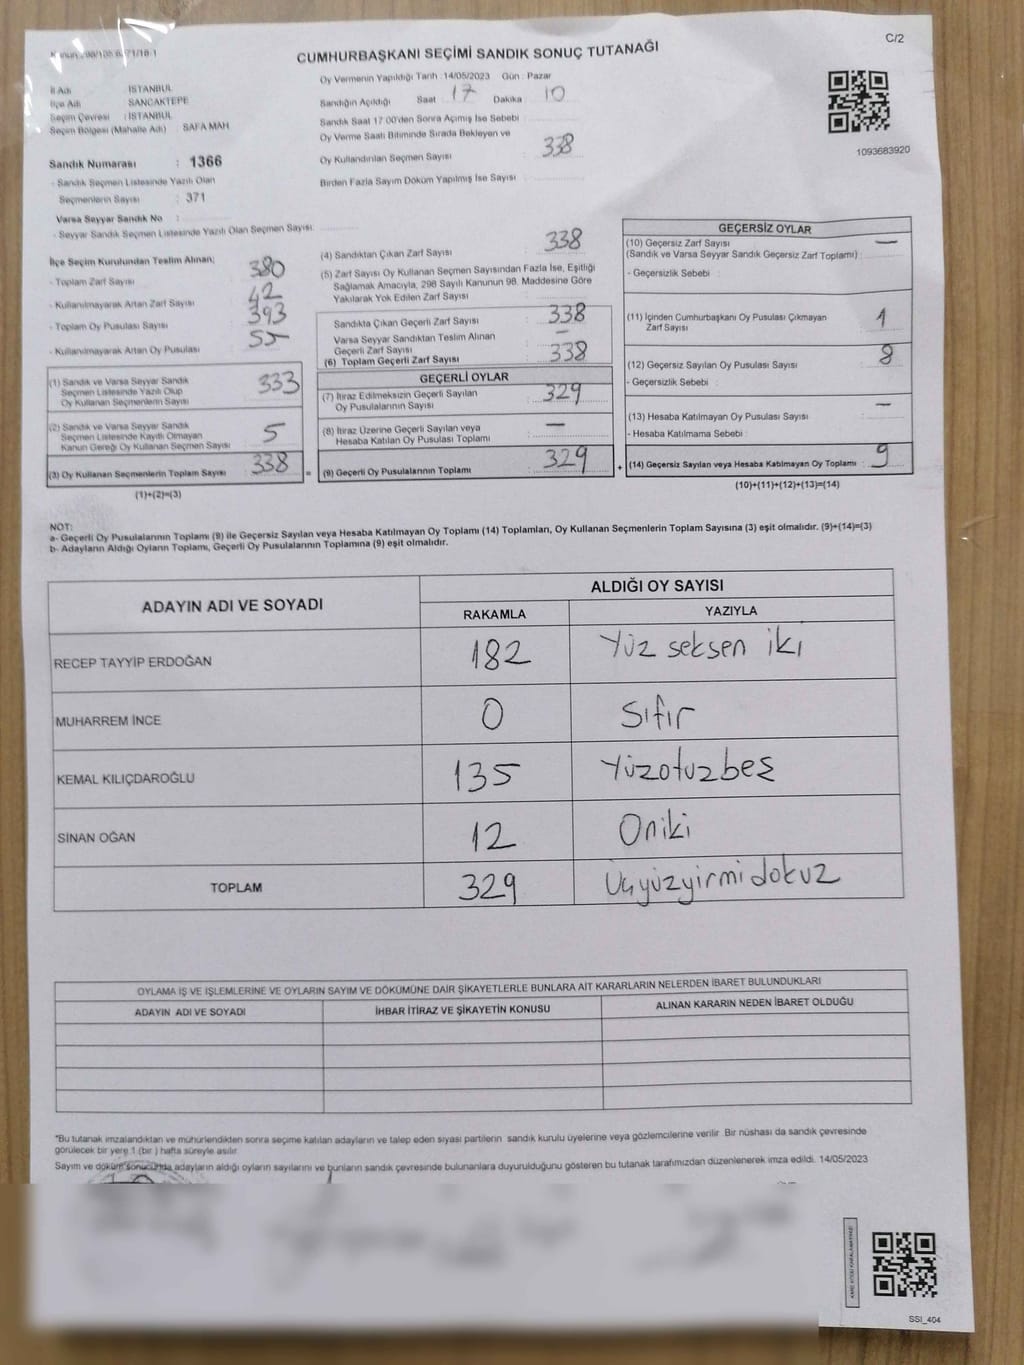 CUMHURBAŞKANI SEÇİMİ SANDIK SONUÇ TUTANAĞI
C/2
İl Adı : İSTANBUL
İlçe Adı : SANCAKTEPE
Seçim Çevresi : İSTANBUL
Seçim Bölgesi (Mahalle Adı) : SAFA MAH
Sandık Numarası : 1366
- Sandık Seçmen Listesinde Yazılı Olan
Seçmenlerin Sayısı : 371
Varsa Seyyar Sandık No :
- Seyyar Sandık Seçmen Listesinde Yazılı Olan Seçmen Sayısı:
Oy Vermenin Yapıldığı Tarih :14/05/2023 Gün : Pazar
Sandığın Açıldığı Saat 17 Dakika 10
Sandık Saat 17:00'den Sonra Açımış İse Sebebi :
Oy Verme Saati Bitiminde Sırada Bekleyen ve
Oy Kullandırılan Seçmen Sayısı : 338
Birden Fazla Sayım Döküm Yapılmış İse Sayısı :
1093683920
İlçe Seçim Kurulundan Teslim Alınan;
- Toplam Zarf Sayısı : 380
- Kullanılmayarak Artan Zarf Sayısı : 42
- Toplam Oy Pusulası Sayısı : 393
- Kullanılmayarak Artan Oy Pusulası : 55
(1) Sandık ve Varsa Seyyar Sandık
Seçmen Listesinde Yazılı Olup
Oy Kullanan Seçmenlerin Sayısı : 333
(2) Sandık ve Varsa Seyyar Sandık
Seçmen Listesinde Kayıtlı Olmayan
Kanun Gereği Oy Kullanan Seçmen Sayısı : 5
(3) Oy Kullanan Seçmenlerin Toplam Sayısı : 338
(1)+(2)=(3)
(4) Sandıktan Çıkan Zarf Sayısı : 338
(5) Zarf Sayısı Oy Kullanan Seçmen Sayısından Fazla İse, Eşitliği
Sağlamak Amacıyla, 298 Sayılı Kanunun 98. Maddesine Göre
Yakılarak Yok Edilen Zarf Sayısı :
Sandıkta Çıkan Geçerli Zarf Sayısı : 338
Varsa Seyyar Sandıktan Teslim Alınan
Geçerli Zarf Sayısı : —
(6) Toplam Geçerli Zarf Sayısı : 338
GEÇERLİ OYLAR
(7) İtiraz Edilmeksizin Geçerli Sayılan
Oy Pusulalarının Sayısı : 329
(8) İtiraz Üzerine Geçerli Sayılan veya
Hesaba Katılan Oy Pusulası Toplamı : —
= (9) Geçerli Oy Pusulalarının Toplamı : 329
GEÇERSİZ OYLAR
(10) Geçersiz Zarf Sayısı
(Sandık ve Varsa Seyyar Sandık Geçersiz Zarf Toplamı) : —
- Geçersizlik Sebebi :
(11) İçinden Cumhurbaşkanı Oy Pusulası Çıkmayan
Zarf Sayısı : 1
(12) Geçersiz Sayılan Oy Pusulası Sayısı : 8
- Geçersizlik Sebebi :
(13) Hesaba Katılmayan Oy Pusulası Sayısı : —
- Hesaba Katılmama Sebebi :
+ (14) Geçersiz Sayılan veya Hesaba Katılmayan Oy Toplamı : 9
(10)+(11)+(12)+(13)=(14)
NOT:
a- Geçerli Oy Pusulalarının Toplamı (9) ile Geçersiz Sayılan veya Hesaba Katılmayan Oy Toplamı (14) Toplamları, Oy Kullanan Seçmenlerin Toplam Sayısına (3) eşit olmalıdır. (9)+(14)=(3)
b- Adayların Aldığı Oyların Toplamı, Geçerli Oy Pusulalarının Toplamına (9) eşit olmalıdır.
ADAYIN ADI VE SOYADI
ALDIĞI OY SAYISI
RAKAMLA YAZIYLA
RECEP TAYYİP ERDOĞAN 182 Yüz seksen iki
MUHARREM İNCE 0 Sıfır
KEMAL KILIÇDAROĞLU 135 Yüzotuzbeş
SİNAN OĞAN 12 Oniki
TOPLAM 329 Üçyüzyirmidokuz
OYLAMA İŞ VE İŞLEMLERİNE VE OYLARIN SAYIM VE DÖKÜMÜNE DAİR ŞİKAYETLERLE BUNLARA AİT KARARLARIN NELERDEN İBARET BULUNDUKLARI
ADAYIN ADI VE SOYADI İHBAR İTİRAZ VE ŞİKAYETİN KONUSU ALINAN KARARIN NEDEN İBARET OLDUĞU
*Bu tutanak imzalandıktan ve mühürlendikten sonra seçime katılan adayların ve talep eden siyasi partilerin sandık kurulu üyelerine veya gözlemcilerine verilir. Bir nüshası da sandık çevresinde
görülecek bir yere 1 (bir ) hafta süreyle asılır.
Sayım ve döküm sonucunda adayların aldığı oyların sayılarını ve bunların sandık çevresinde bulunanlara duyurulduğunu gösteren bu tutanak tarafımızdan düzenlenerek imza edildi. 14/05/2023
SSI_404